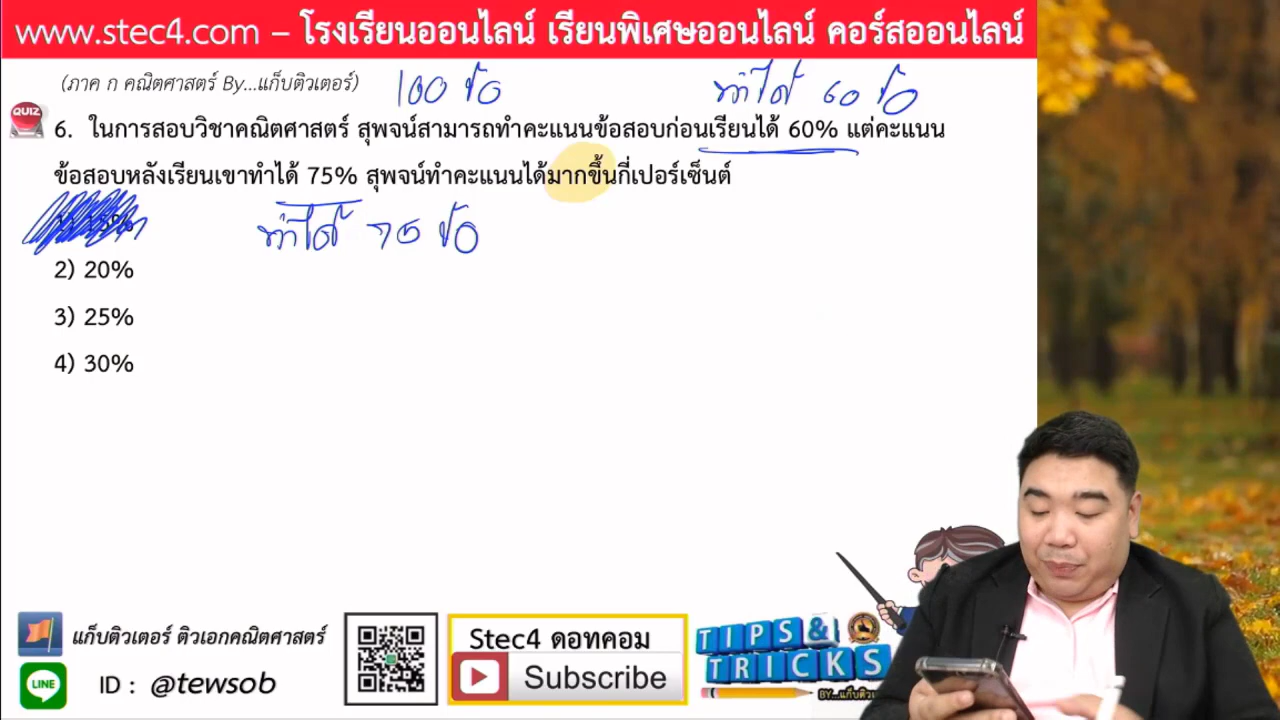 www.stec4.com – โรงเรียนออนไลน์ เรียนพิเศษออนไลน์ คอร์สออนไลน์
(ภาค ก คณิตศาสตร์ By...แก็บติวเตอร์)
100 ข้อ
ทำได้ 60 ข้อ
QUIZ
6. ในการสอบวิชาคณิตศาสตร์ สุพจน์สามารถทำคะแนนข้อสอบก่อนเรียนได้ 60% แต่คะแนน
ข้อสอบหลังเรียนเขาทำได้ 75% สุพจน์ทำคะแนนได้มากขึ้นกี่เปอร์เซ็นต์
ทำได้ 75 ข้อ
2) 20%
3) 25%
4) 30%
แก็บติวเตอร์ ติวเอกคณิตศาสตร์
LINE
ID : @tewsob
Stec4 ดอทคอม
Subscribe
TIPS &
TRICKS